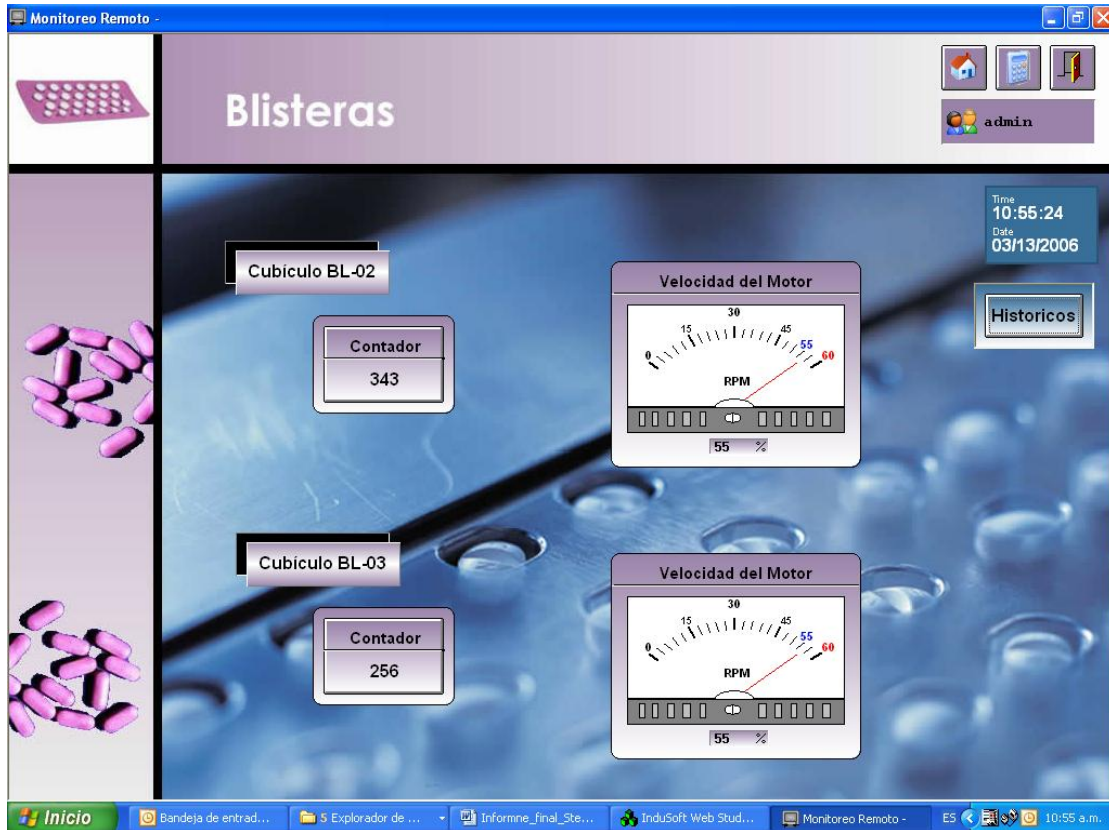 Monitoreo Remoto -
Blisteras
admin
Time
10:55:24
Date
03/13/2006
Historicos
Cubículo BL-02
Contador
343
Velocidad del Motor
0 15 30 45 55 60
RPM
55 %
Cubículo BL-03
Contador
256
Velocidad del Motor
0 15 30 45 55 60
RPM
55 %
Inicio
Bandeja de entrad...
5 Explorador de ...
Informne_final_Ste...
InduSoft Web Stud...
Monitoreo Remoto -
ES
10:55 a.m.